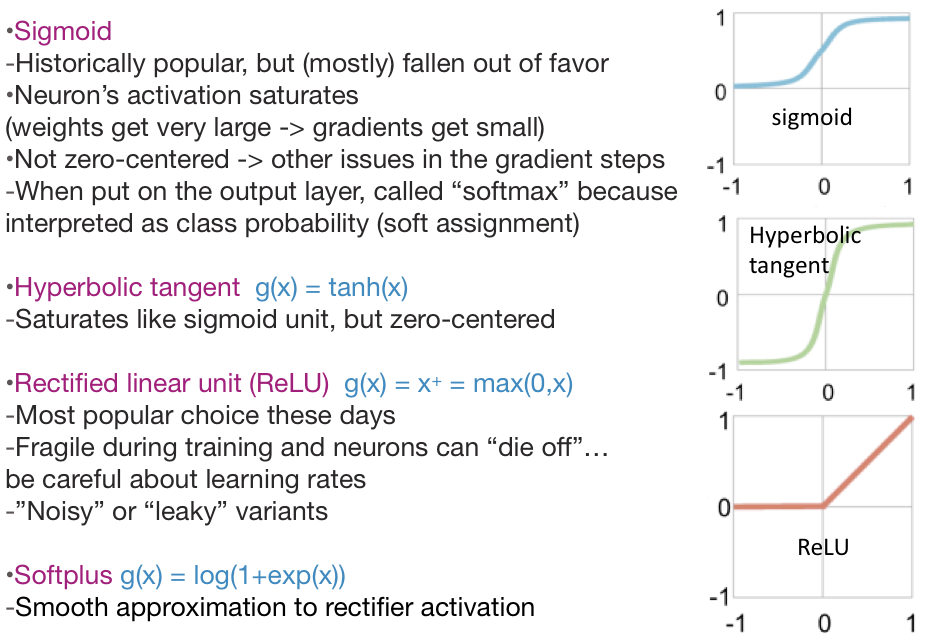 •Sigmoid
-Historically popular, but (mostly) fallen out of favor
•Neuron's activation saturates
(weights get very large -> gradients get small)
•Not zero-centered -> other issues in the gradient steps
-When put on the output layer, called “softmax” because
interpreted as class probability (soft assignment)
•Hyperbolic tangent g(x) = tanh(x)
-Saturates like sigmoid unit, but zero-centered
•Rectified linear unit (ReLU) g(x) = x⁺ = max(0,x)
-Most popular choice these days
-Fragile during training and neurons can “die off”…
be careful about learning rates
-”Noisy” or “leaky” variants
•Softplus g(x) = log(1+exp(x))
-Smooth approximation to rectifier activation
1
0
sigmoid
-1
-1 0 1
1
Hyperbolic
tangent
0
-1
-1 0 1
1
0
ReLU
-1
-1 0 1